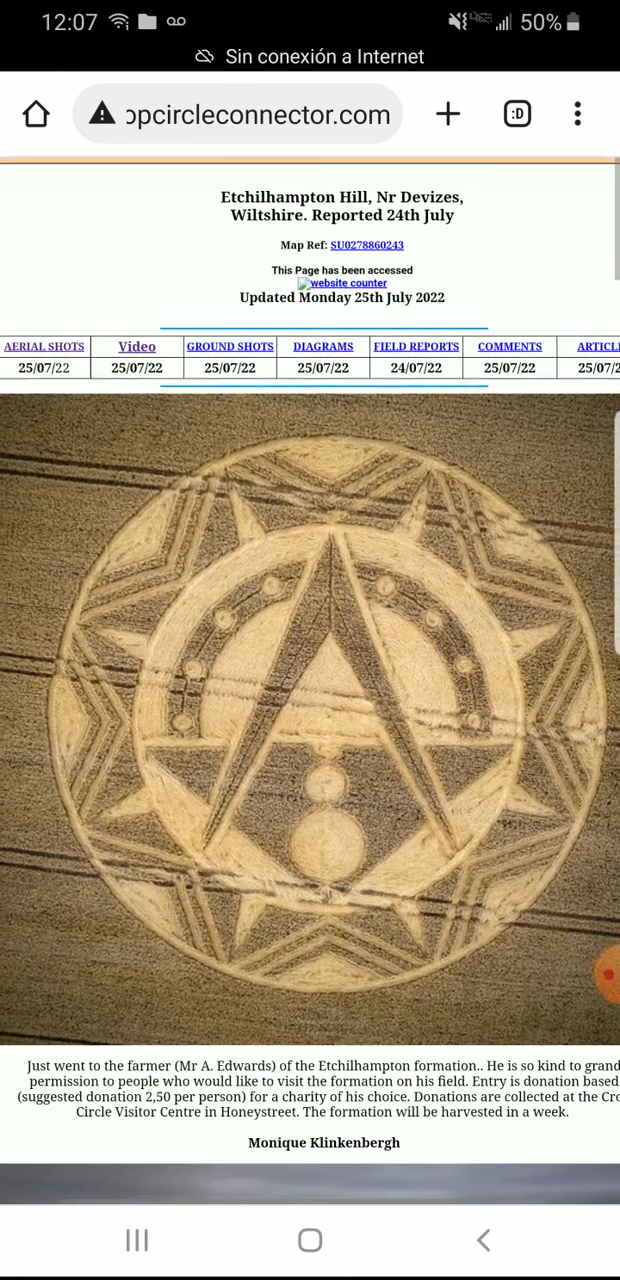 12:07 50%
Sin conexión a Internet
opcircleconnector.com :D
Etchilhampton Hill, Nr Devizes,
Wiltshire. Reported 24th July
Map Ref: SU0278860243
This Page has been accessed
website counter
Updated Monday 25th July 2022
AERIAL SHOTS Video GROUND SHOTS DIAGRAMS FIELD REPORTS COMMENTS ARTICL
25/07/22 25/07/22 25/07/22 25/07/22 24/07/22 25/07/22 25/07/2
Just went to the farmer (Mr A. Edwards) of the Etchilhampton formation.. He is so kind to grand
permission to people who would like to visit the formation on his field. Entry is donation based
(suggested donation 2,50 per person) for a charity of his choice. Donations are collected at the Cro
Circle Visitor Centre in Honeystreet. The formation will be harvested in a week.
Monique Klinkenbergh